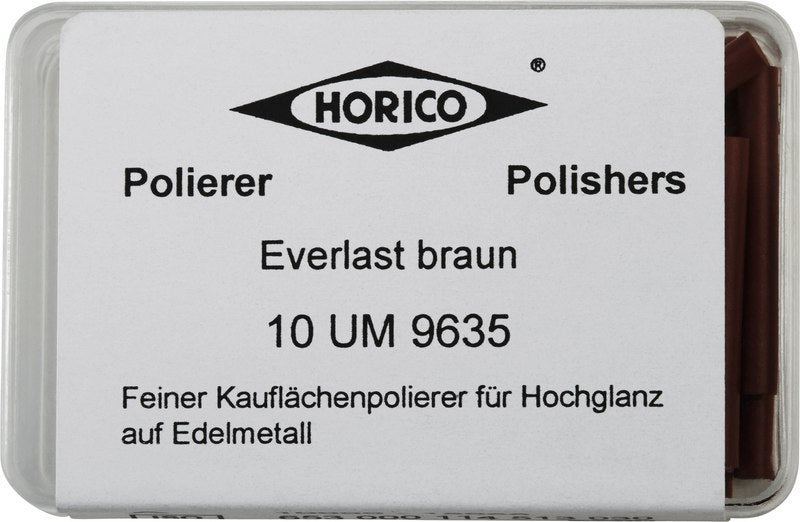 HORICO ®
Polierer Polishers
Everlast braun
10 UM 9635
Feiner Kauflächenpolierer für Hochglanz
auf Edelmetall